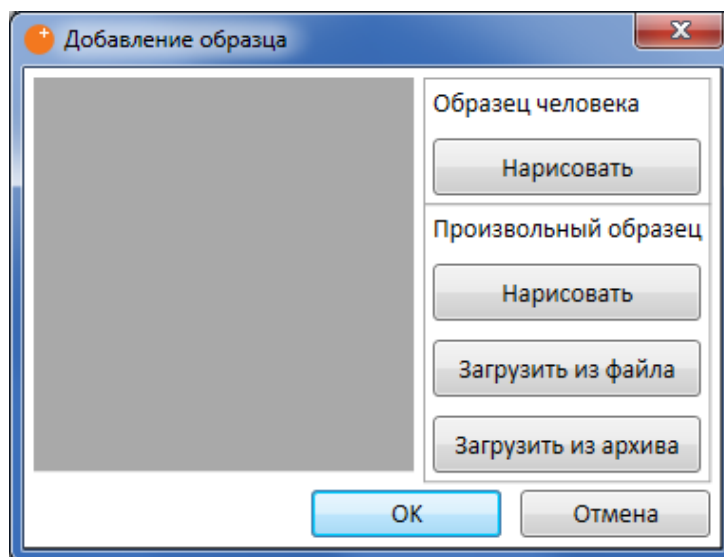 Добавление образца
Образец человека
Нарисовать
Произвольный образец
Нарисовать
Загрузить из файла
Загрузить из архива
OK
Отмена